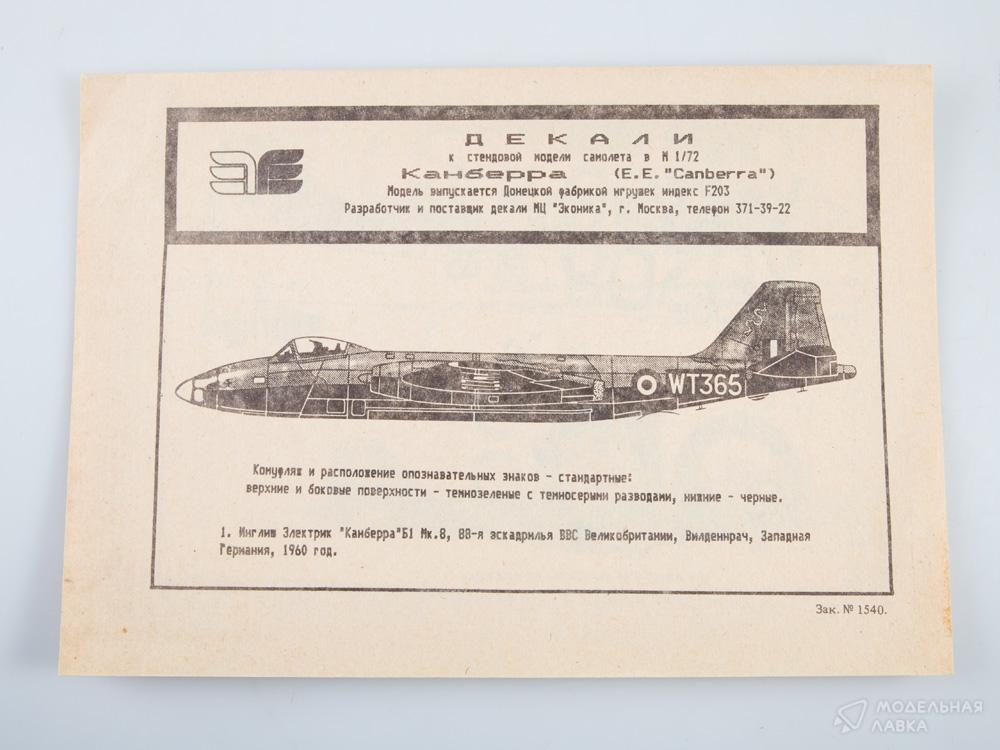 ДЕКАЛИ
к стендовой модели самолета в М 1/72
Канберра (E.E."Canberra")
Модель выпускается Донецкой фабрикой игрушек индекс F203
Разработчик и поставщик декали МЦ "Эконика", г. Москва, телефон 371-39-22
WT365
Комуфляж и расположение опознавательных знаков - стандартные:
верхние и боковые поверхности - темнозеленые с темносерыми разводами, нижние - черные.
1. Инглиш Электрик "Канберра"Б1 Мк.8, 88-я эскадрилья ВВС Великобритании, Вилденнрач, Западная
Германия, 1960 год.
Зак. № 1540.
МОДЕЛЬНАЯ
ЛАВКА